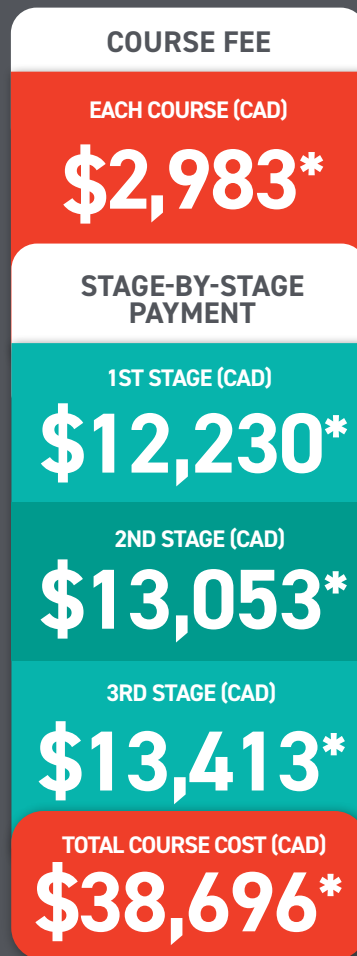 COURSE FEE
EACH COURSE (CAD)
$2,983*
STAGE-BY-STAGE
PAYMENT
1ST STAGE (CAD)
$12,230*
2ND STAGE (CAD)
$13,053*
3RD STAGE (CAD)
$13,413*
TOTAL COURSE COST (CAD)
$38,696*